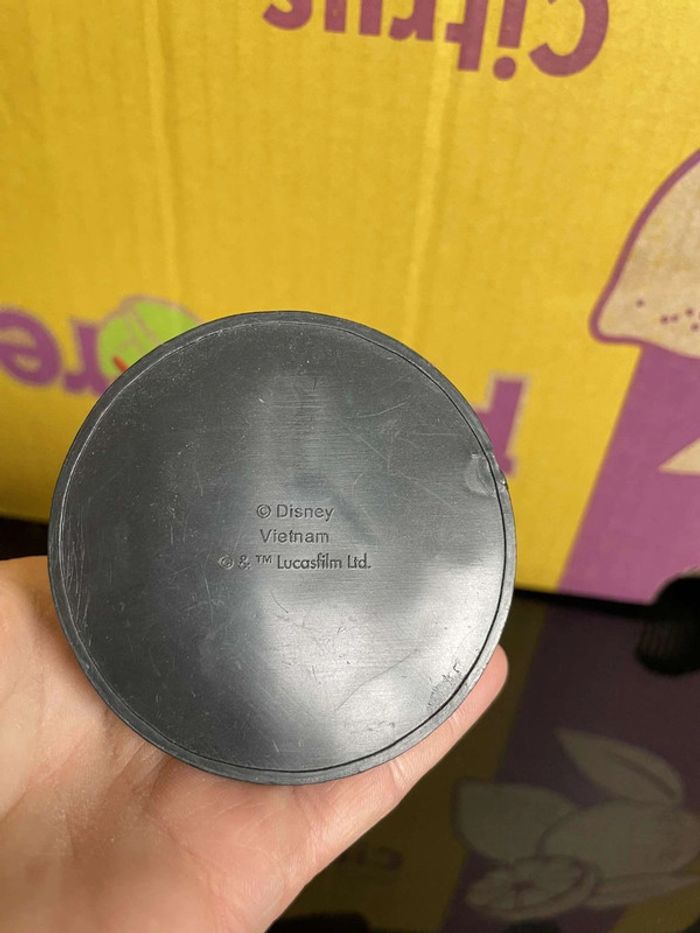 Citrus
© Disney
Vietnam
© & ™ Lucasfilm Ltd.